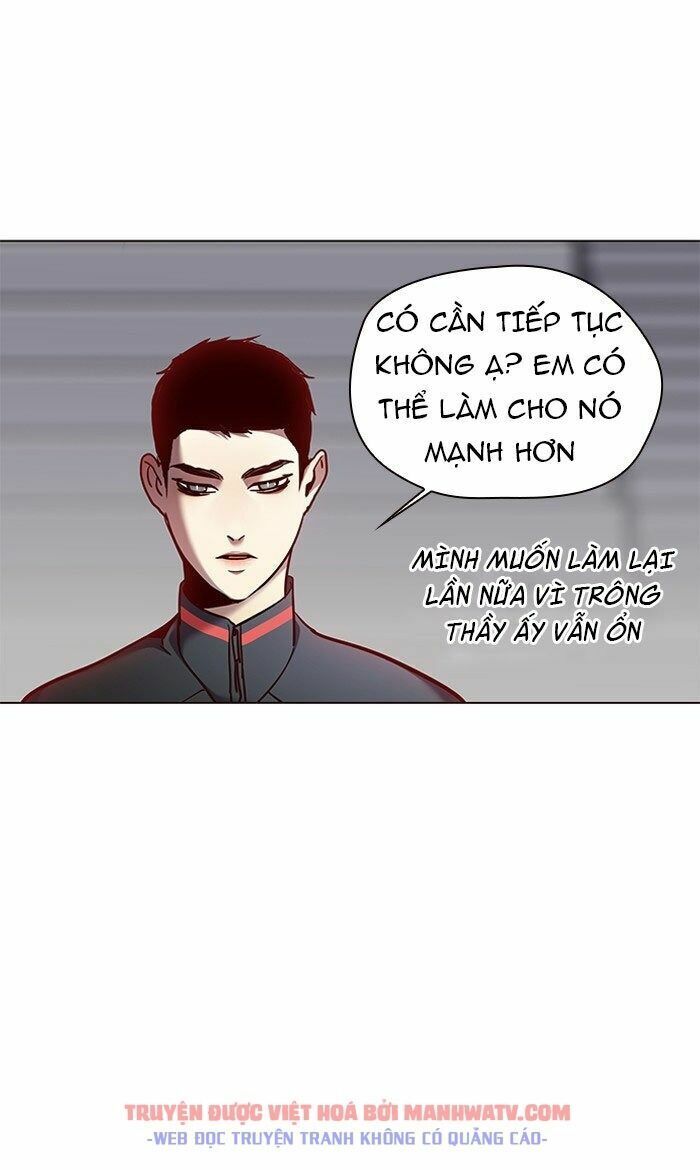 CÓ CẦN TIẾP TỤC
KHÔNG Ạ? EM CÓ
THỂ LÀM CHO NÓ
MẠNH HƠN
MÌNH MUỐN LÀM LẠI
LẦN NỮA VÌ TRÔNG
THẦY ẤY VẪN ỔN
TRUYỆN ĐƯỢC VIỆT HOÁ BỞI MANHWATV.COM
-WEB ĐỌC TRUYỆN TRANH KHÔNG CÓ QUẢNG CÁO-